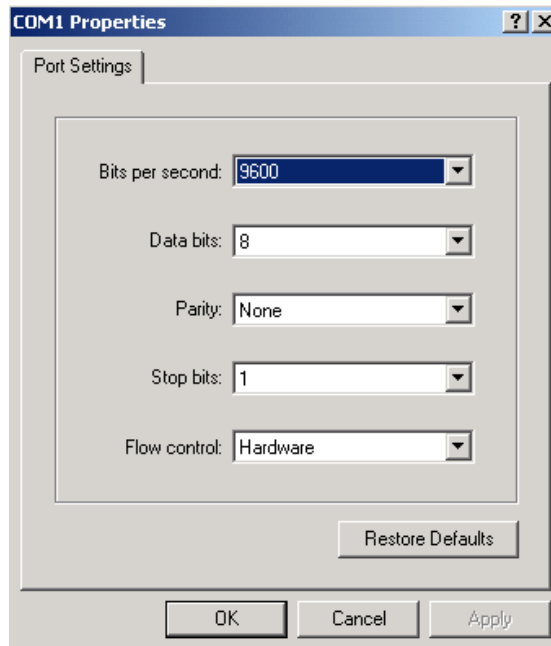 COM1 Properties
Port Settings
Bits per second: 9600
Data bits: 8
Parity: None
Stop bits: 1
Flow control: Hardware
Restore Defaults
OK Cancel Apply